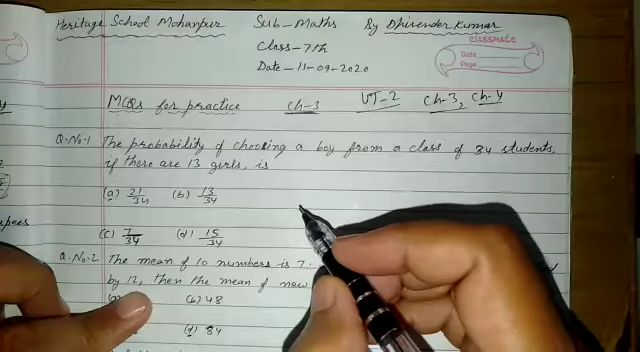 Heritage School Mohanpur Sub-Maths By Dhirender Kumar
Class-7th
Date-11-09-2020
CLASSMATE
Date
Page
MCQs for practice Ch-3 UT-2 Ch-3, Ch-4
Q.No.1 The probability of choosing a boy from a class of 34 students,
if there are 13 girls, is
(a) 21/34 (b) 13/34
(c) 7/34 (d) 15/34
Q.No.2 The mean of 10 numbers is 7.
by 12, then the mean of new
(b) 48
(d) 84